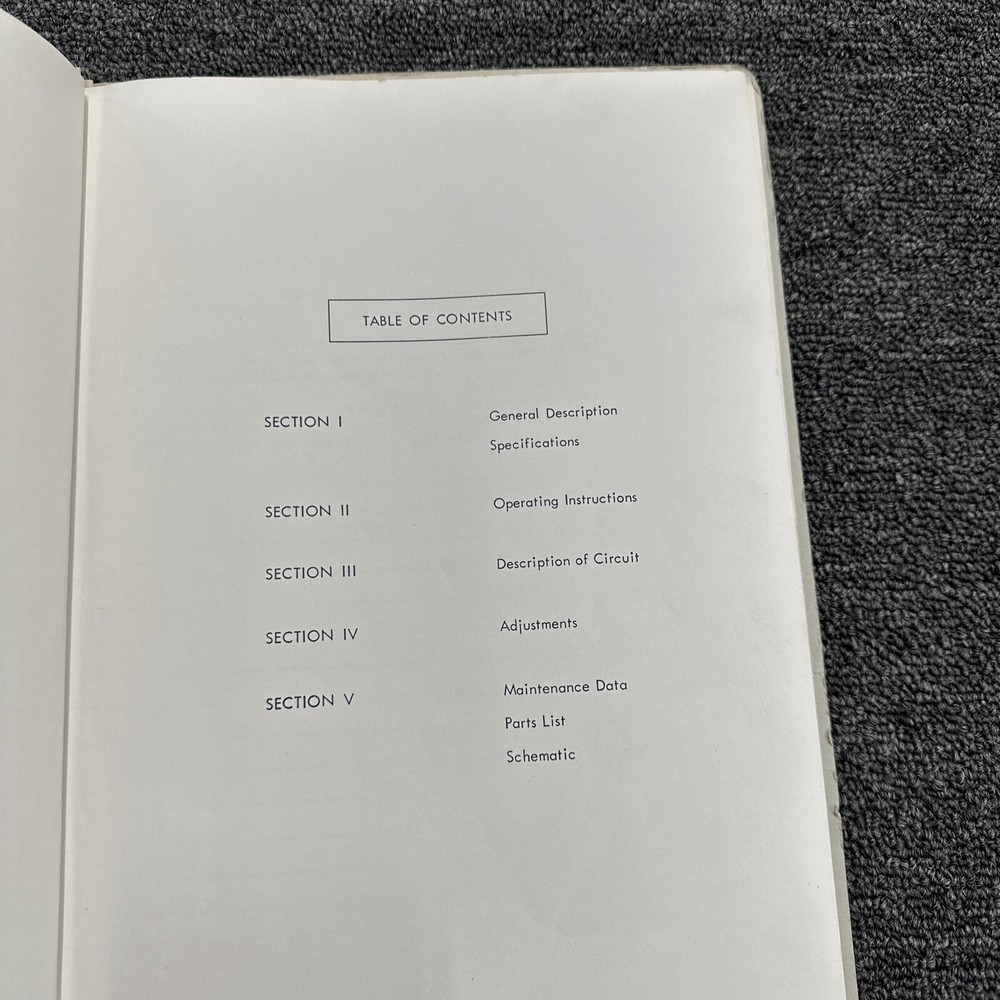 TABLE OF CONTENTS
SECTION I General Description
Specifications
SECTION II Operating Instructions
SECTION III Description of Circuit
SECTION IV Adjustments
SECTION V Maintenance Data
Parts List
Schematic